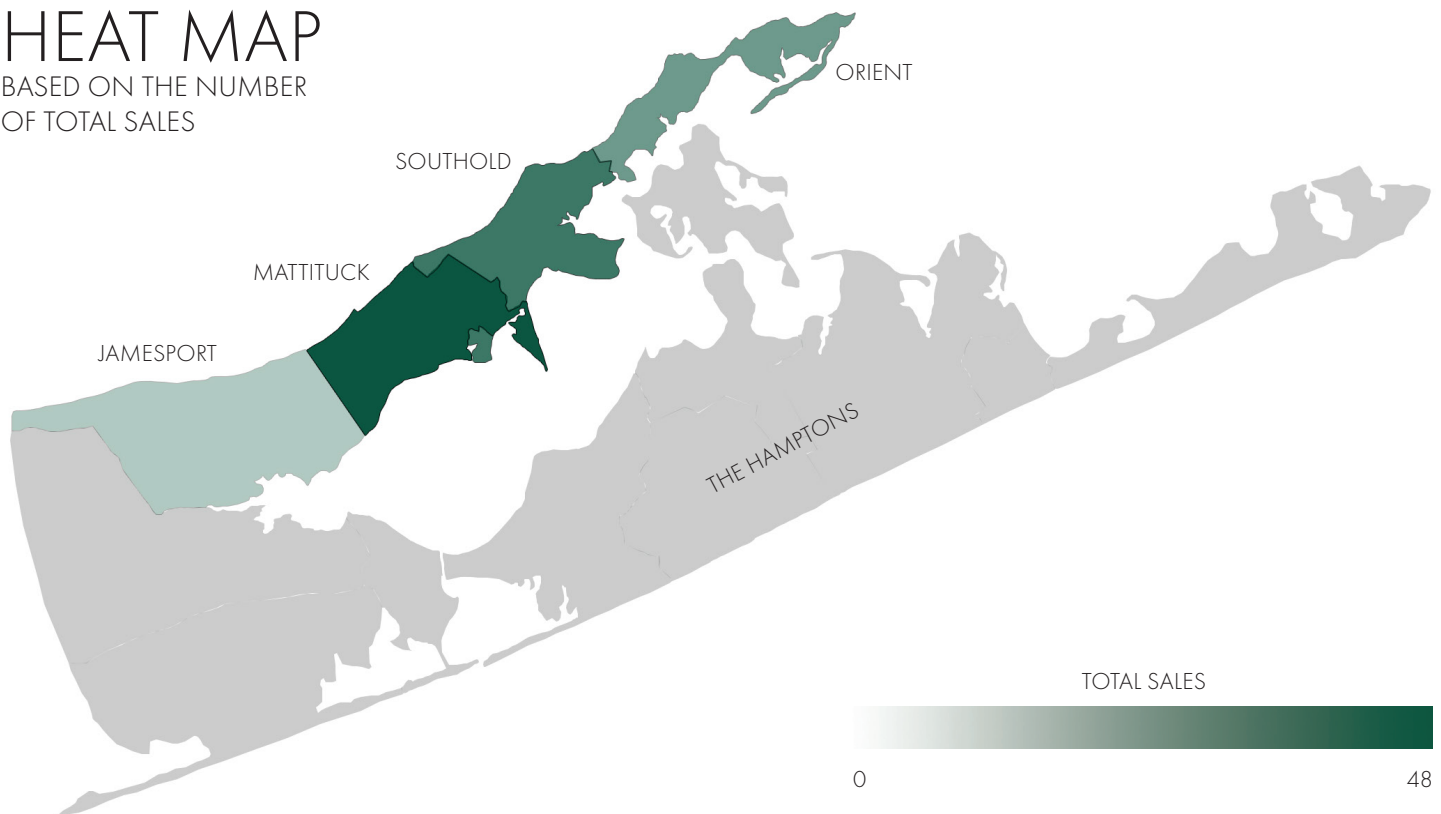 HEAT MAP
BASED ON THE NUMBER
OF TOTAL SALES
ORIENT
SOUTHOLD
MATTITUCK
JAMESPORT
THE HAMPTONS
TOTAL SALES
0
48